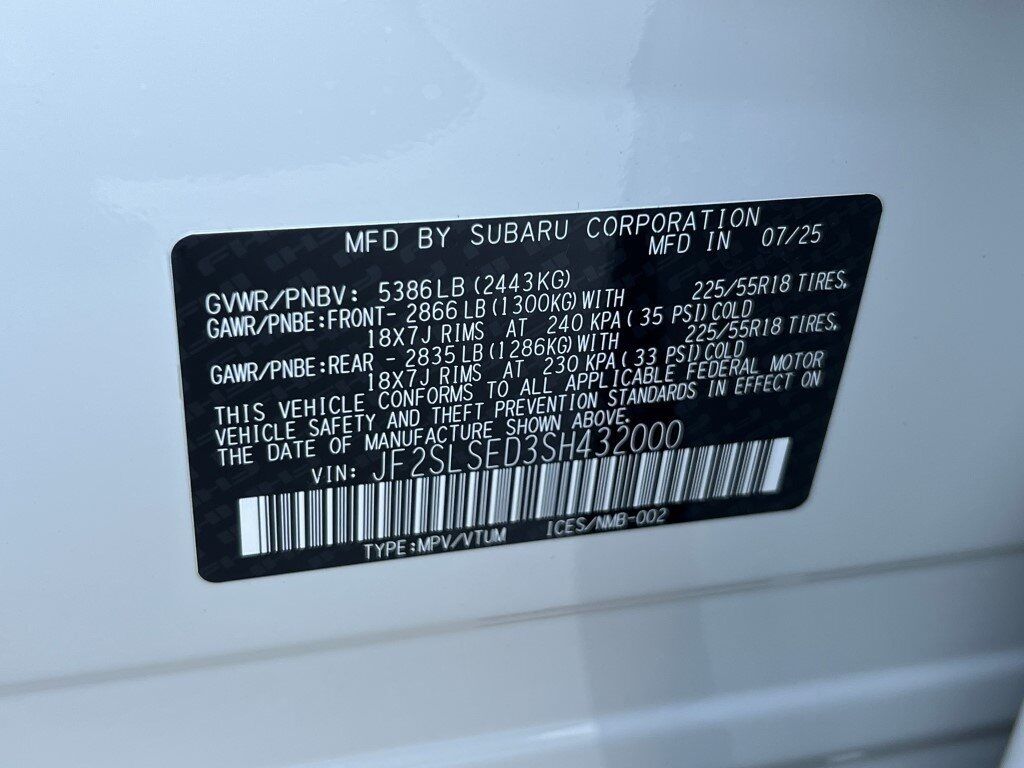 MFD BY SUBARU CORPORATION
MFD IN 07/25
GVWR/PNBV: 5386LB (2443KG)
GAWR/PNBE:FRONT- 2866LB (1300KG) WITH 225/55R18 TIRES,
18X7J RIMS AT 240 KPA ( 35 PSI) COLD
GAWR/PNBE:REAR - 2835LB (1286KG) WITH 225/55R18 TIRES,
18X7J RIMS AT 230 KPA ( 33 PSI) COLD
THIS VEHICLE CONFORMS TO ALL APPLICABLE FEDERAL MOTOR
VEHICLE SAFETY AND THEFT PREVENTION STANDARDS IN EFFECT ON
THE DATE OF MANUFACTURE SHOWN ABOVE.
VIN: JF2SLSED3SH432000
TYPE:MPV/VTUM ICES/NMB-002